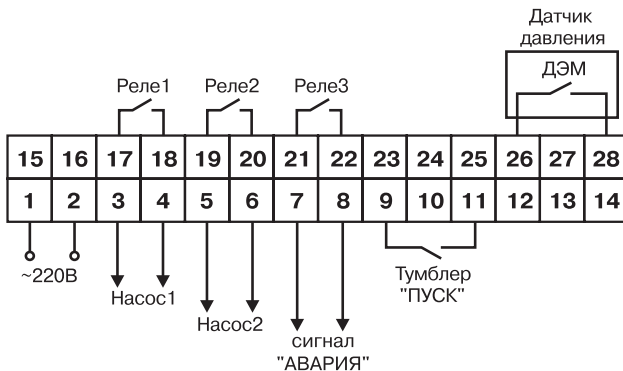 Датчик
давления
ДЭМ
Реле1 Реле2 Реле3
15 16 17 18 19 20 21 22 23 24 25 26 27 28
1 2 3 4 5 6 7 8 9 10 11 12 13 14
~220В
Насос1
Насос2
сигнал
"АВАРИЯ"
Тумблер
"ПУСК"